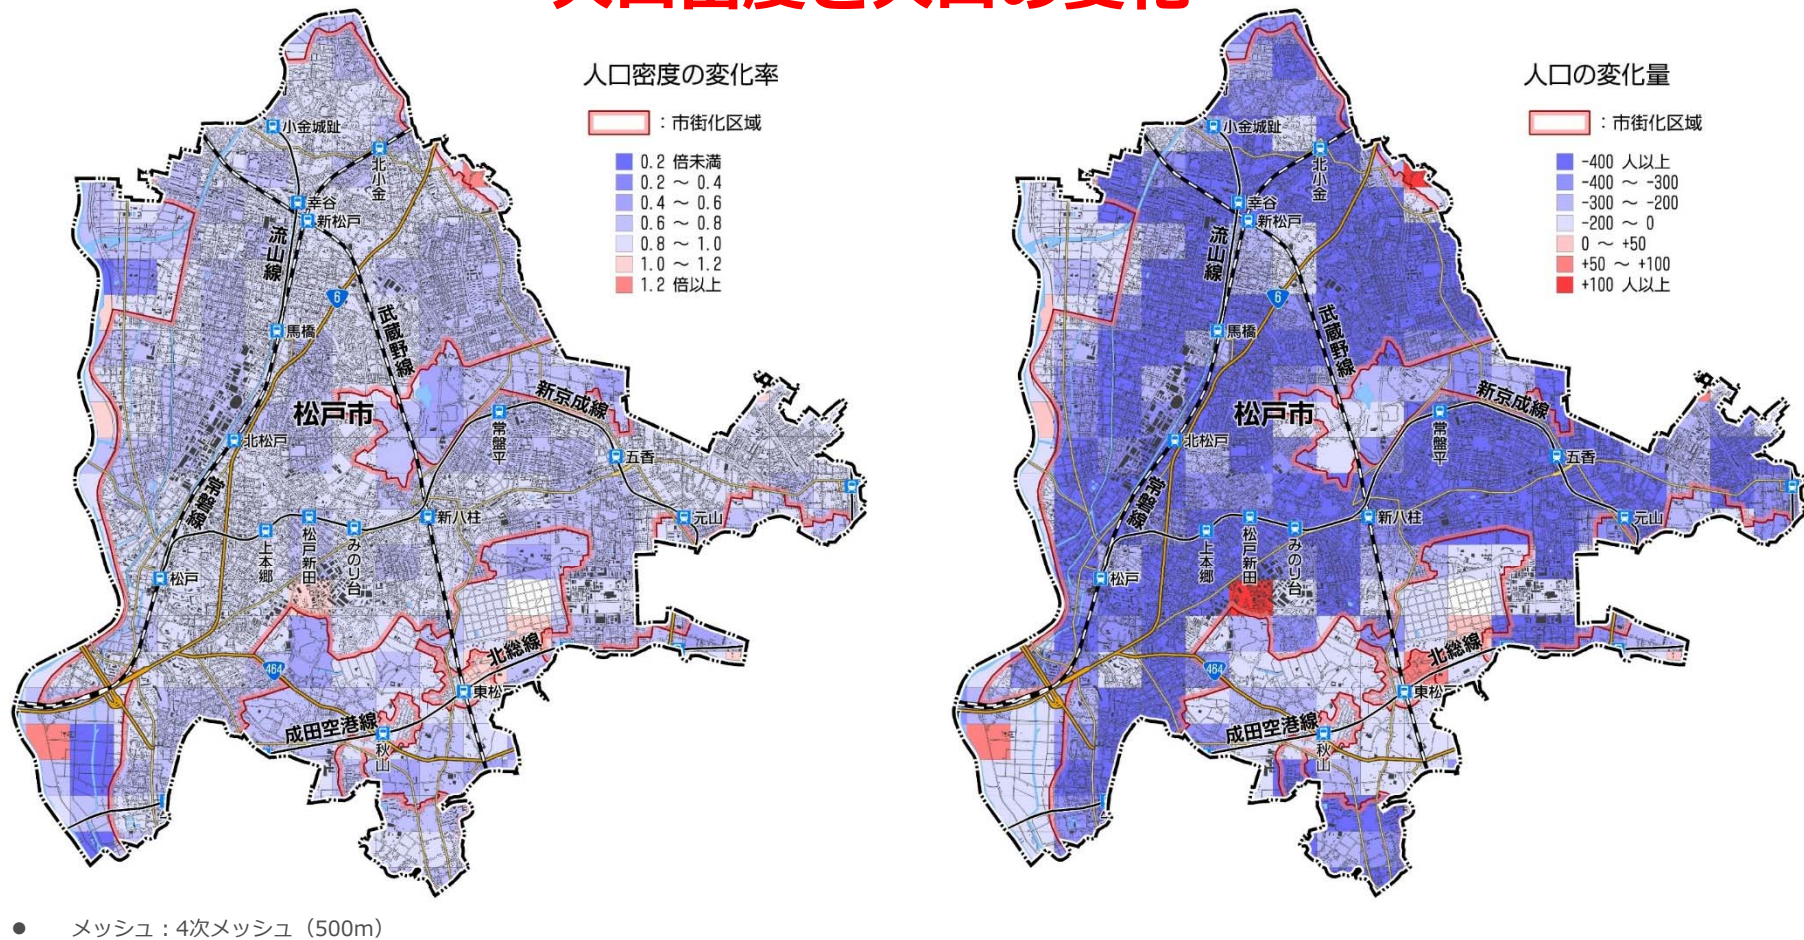 人口密度と人口の変化
人口密度の変化率
：市街化区域
0.2 倍未満
0.2 ～ 0.4
0.4 ～ 0.6
0.6 ～ 0.8
0.8 ～ 1.0
1.0 ～ 1.2
1.2 倍以上
小金城趾
北小金
幸谷
新松戸
流山線
6
馬橋
武蔵野線
新京成線
松戸市
常盤平
北松戸
五香
常磐線
新八柱
元山
上本郷
松戸新田
みのり台
松戸
北総線
464
東松
成田空港線
秋山
人口の変化量
：市街化区域
-400 人以上
-400 ～ -300
-300 ～ -200
-200 ～ 0
0 ～ +50
+50 ～ +100
+100 人以上
小金城趾
北小金
幸谷
新松戸
流山線
6
馬橋
武蔵野線
新京成線
松戸市
常盤平
北松戸
五香
常磐線
新八柱
元山
上本郷
松戸新田
みのり台
松戸
北総線
464
東松
成田空港線
秋山
● メッシュ：4次メッシュ（500m）